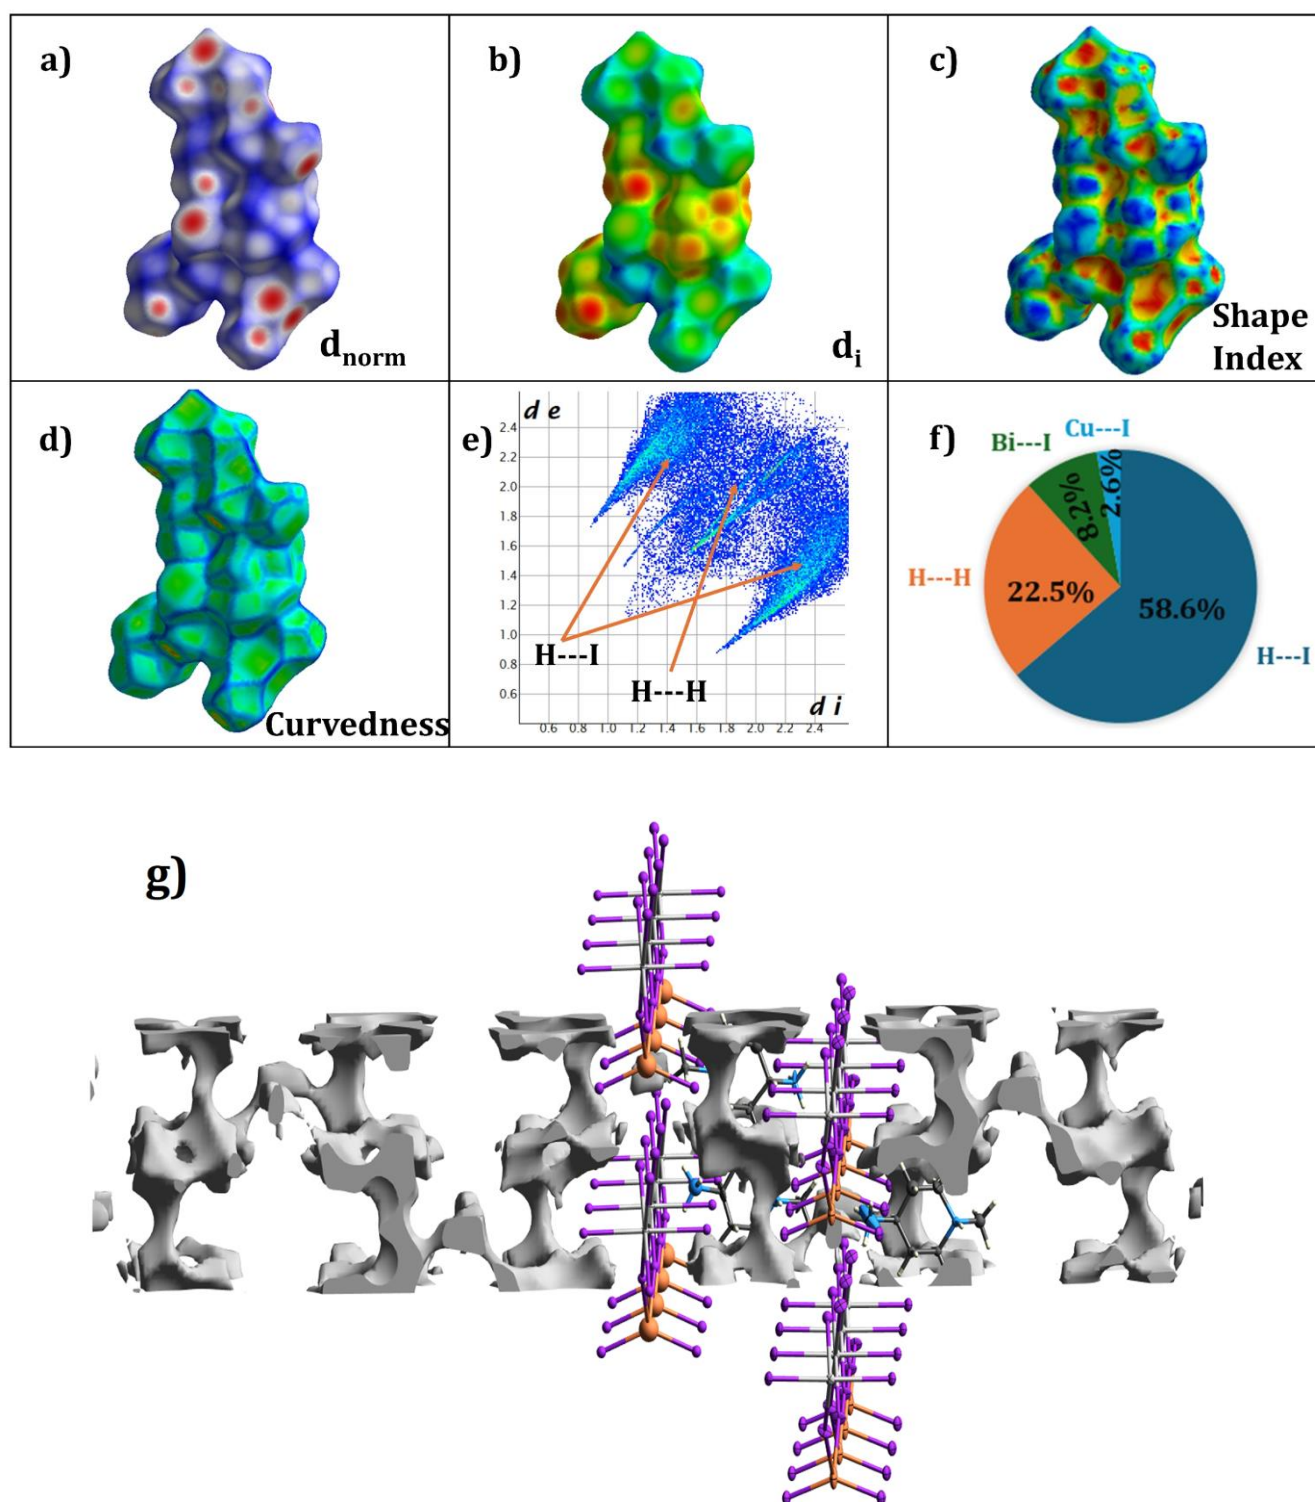 a)
d_norm
b)
d_i
c)
Shape
Index
d)
Curvedness
e)
d e
2.4
2.2
2.0
1.8
1.6
1.4
1.2
1.0
0.8
0.6
H---I
H---H
d i
0.6 0.8 1.0 1.2 1.4 1.6 1.8 2.0 2.2 2.4
f)
Bi---I
Cu---I
8.2%
2.6%
H---H
22.5%
58.6%
H---I
g)